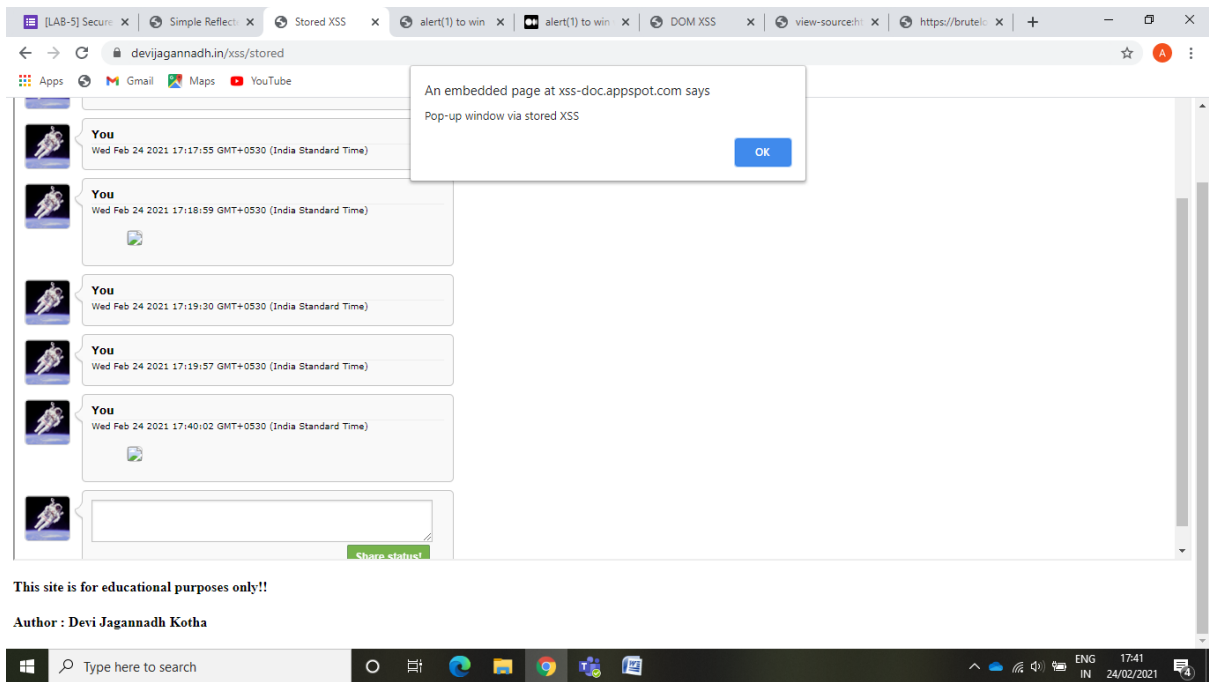 [LAB-5] Secure
Simple Reflect
Stored XSS
alert(1) to win
alert(1) to win
DOM XSS
view-source:ht
https://brutelo
devijagannadh.in/xss/stored
A
Apps
Gmail
Maps
YouTube
An embedded page at xss-doc.appspot.com says
Pop-up window via stored XSS
OK
You
Wed Feb 24 2021 17:17:55 GMT+0530 (India Standard Time)
You
Wed Feb 24 2021 17:18:59 GMT+0530 (India Standard Time)
You
Wed Feb 24 2021 17:19:30 GMT+0530 (India Standard Time)
You
Wed Feb 24 2021 17:19:57 GMT+0530 (India Standard Time)
You
Wed Feb 24 2021 17:40:02 GMT+0530 (India Standard Time)
Share status!
This site is for educational purposes only!!
Author : Devi Jagannadh Kotha
Type here to search
ENG
IN
17:41
24/02/2021
4